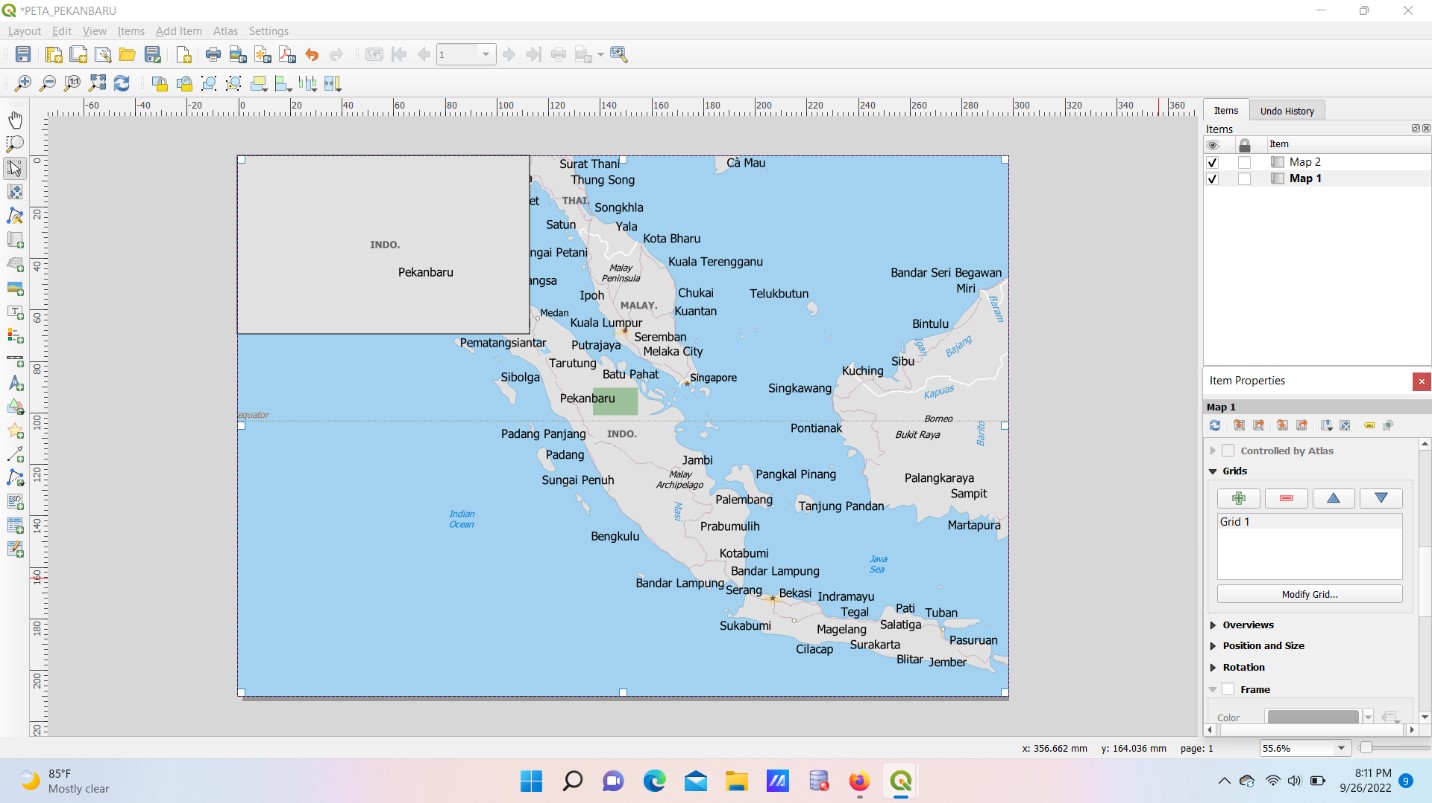 *PETA_PEKANBARU
Layout Edit View Items Add Item Atlas Settings
1
-60 -40 -20 0 20 40 60 80 100 120 140 160 180 200 220 240 260 280 300 320 340 360
0
20
40
60
80
100
120
140
160
180
200
220
Surat Thani
Cà Mau
Thung Song
et
THAI.
Songkhla
Satun
Yala
Kota Bharu
INDO.
ngai Petani
Kuala Terengganu
Malay
Peninsula
Pekanbaru
Bandar Seri Begawan
angsa
Miri
Ipoh
Chukai
Telukbutun
MALAY.
Kuantan
Baram
Medan
Kuala Lumpur
Bintulu
Seremban
Pematangsiantar
Putrajaya
Melaka City
Igan
Bajang
Tarutung
Sibu
Batu Pahat
Kuching
Sibolga
Singapore
Singkawang
Kapuas
Pekanbaru
equator
Borneo
Pontianak
Padang Panjang
INDO.
Bukit Raya
Barito
Padang
Jambi
Malay
Archipelago
Pangkal Pinang
Sungai Penuh
Palangkaraya
Sampit
Palembang
Tanjung Pandan
Indian
Ocean
Musi
Prabumulih
Martapura
Bengkulu
Kotabumi
Java
Sea
Bandar Lampung
Bandar Lampung
Serang
Bekasi
Indramayu
Tegal
Pati
Tuban
Sukabumi
Magelang
Salatiga
Pasuruan
Cilacap
Surakarta
Blitar
Jember
Items Undo History
Items
Item
Map 2
Map 1
Item Properties
Map 1
Controlled by Atlas
Grids
Grid 1
Modify Grid...
Overviews
Position and Size
Rotation
Frame
Color
x: 356.662 mm y: 164.036 mm page: 1 55.6%
85°F
Mostly clear
8:11 PM
9/26/2022
9